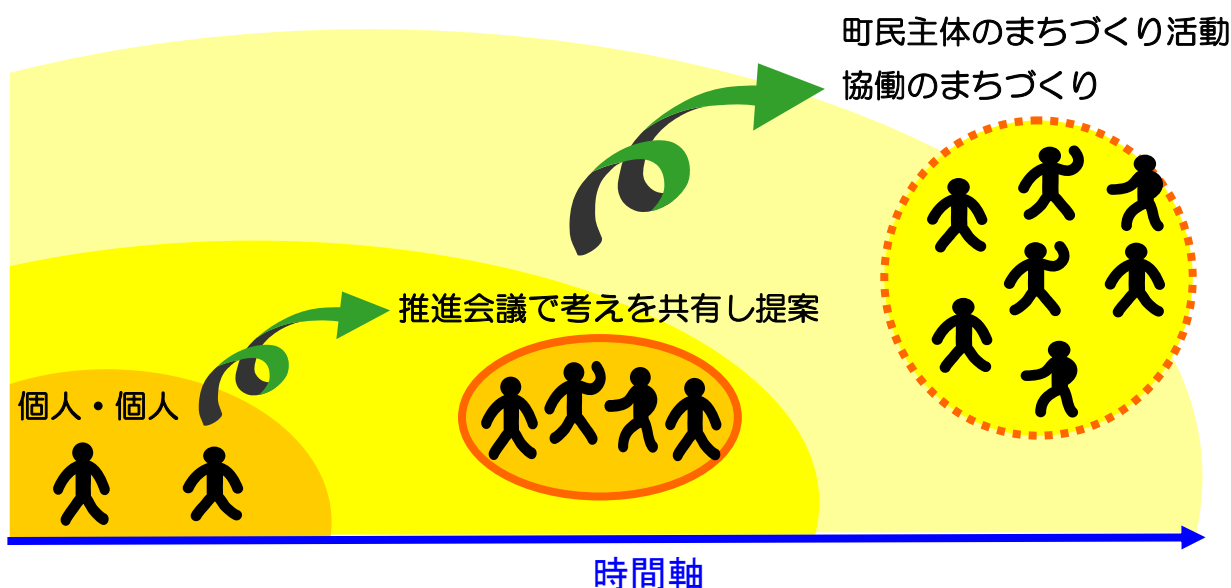 町民主体のまちづくり活動
協働のまちづくり
推進会議で考えを共有し提案
個人・個人
時間軸